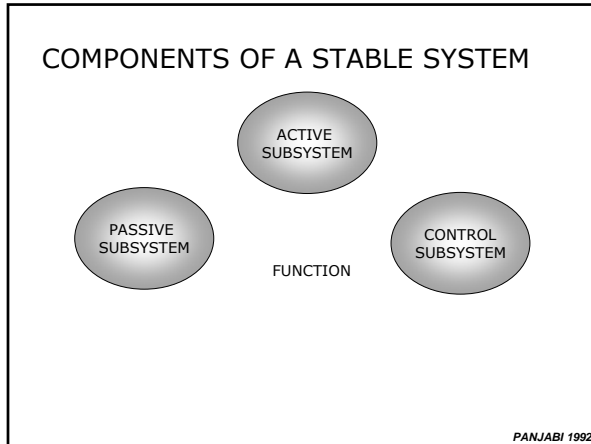 COMPONENTS OF A STABLE SYSTEM
ACTIVE
SUBSYSTEM
PASSIVE
SUBSYSTEM
CONTROL
SUBSYSTEM
FUNCTION
PANJABI 1992